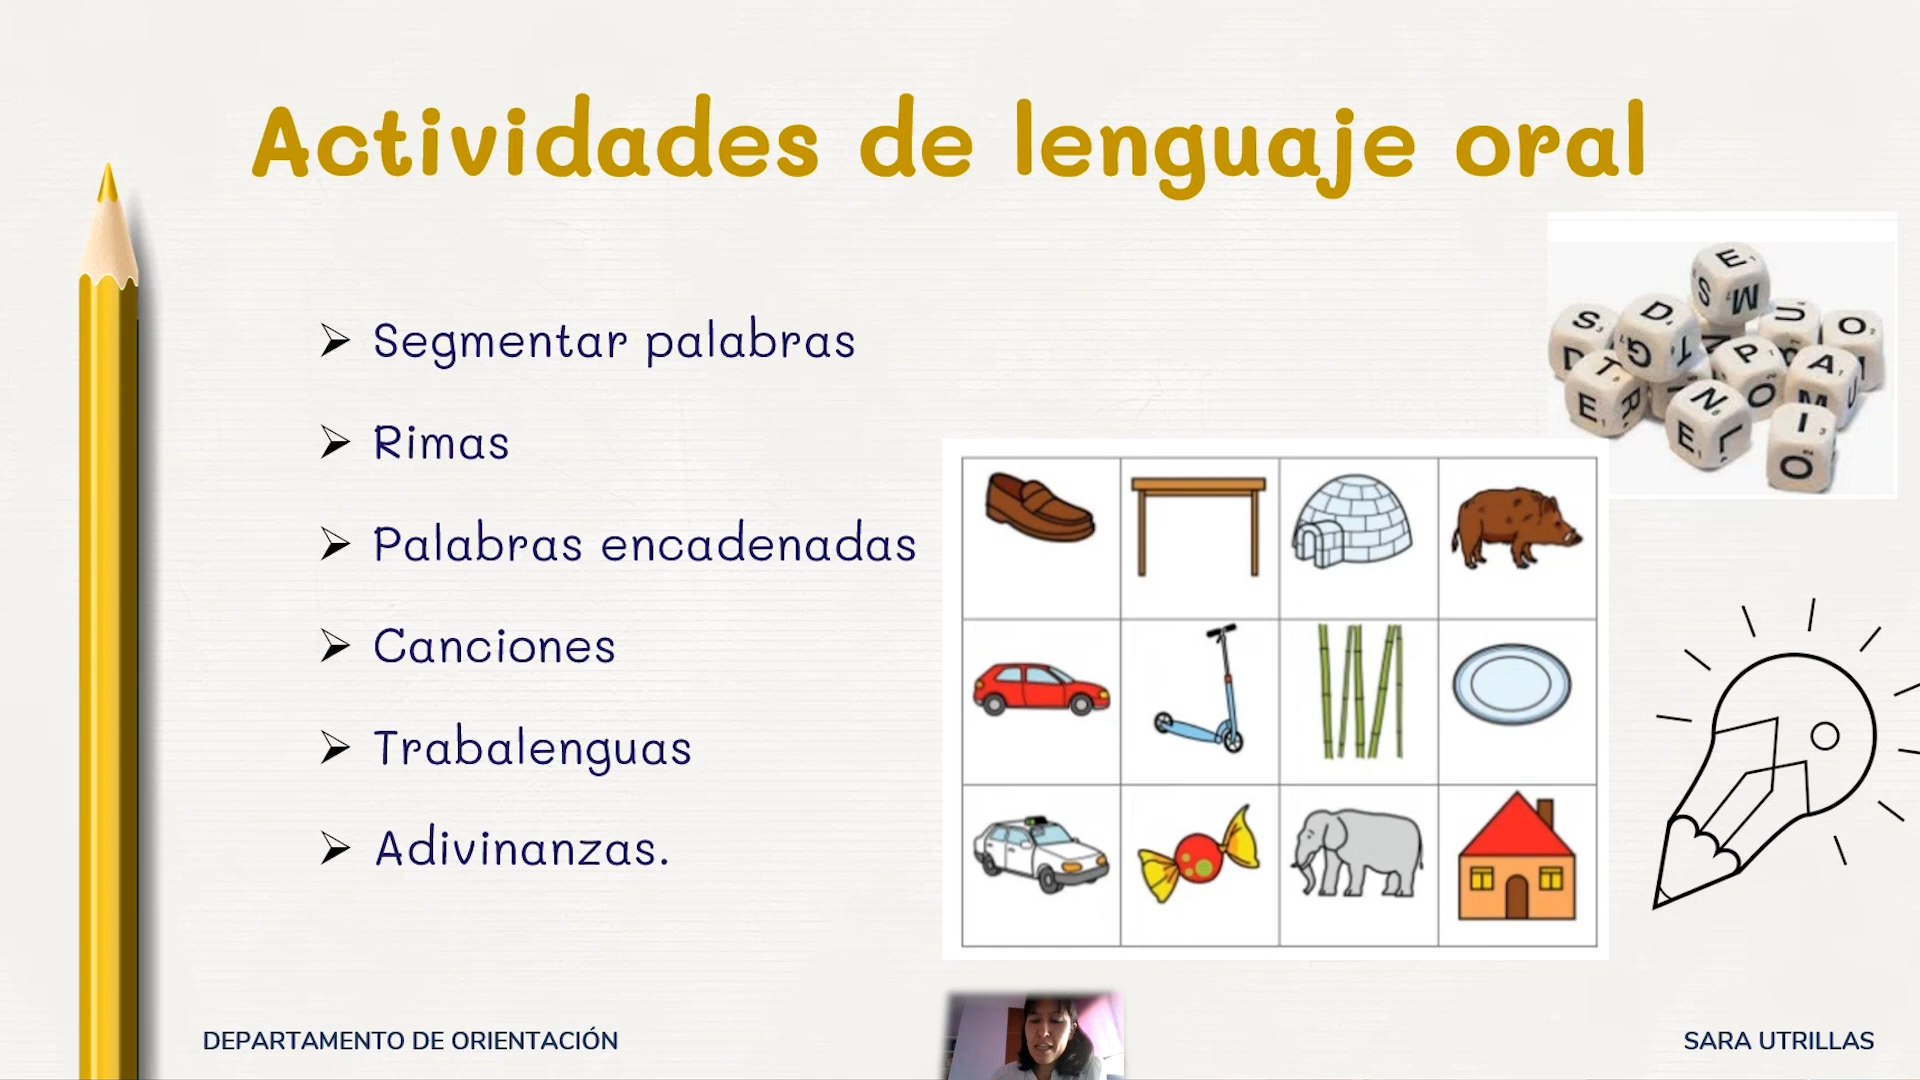 Actividades de lenguaje oral
Segmentar palabras
Rimas
Palabras encadenadas
Canciones
Trabalenguas
Adivinanzas.
E
S M
S D U O
G T P A
T O M
E R N I
E L O
DEPARTAMENTO DE ORIENTACIÓN
SARA UTRILLAS